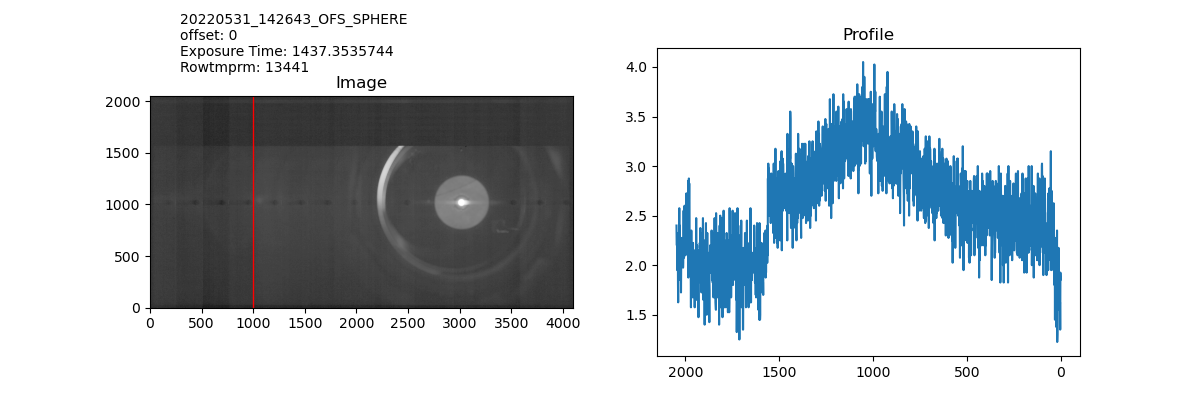 20220531_142643_OFS_SPHERE
offset: 0
Exposure Time: 1437.3535744
Rowtmprm: 13441
Image
2000
1500
1000
500
0
0 500 1000 1500 2000 2500 3000 3500 4000
Profile
4.0
3.5
3.0
2.5
2.0
1.5
2000 1500 1000 500 0